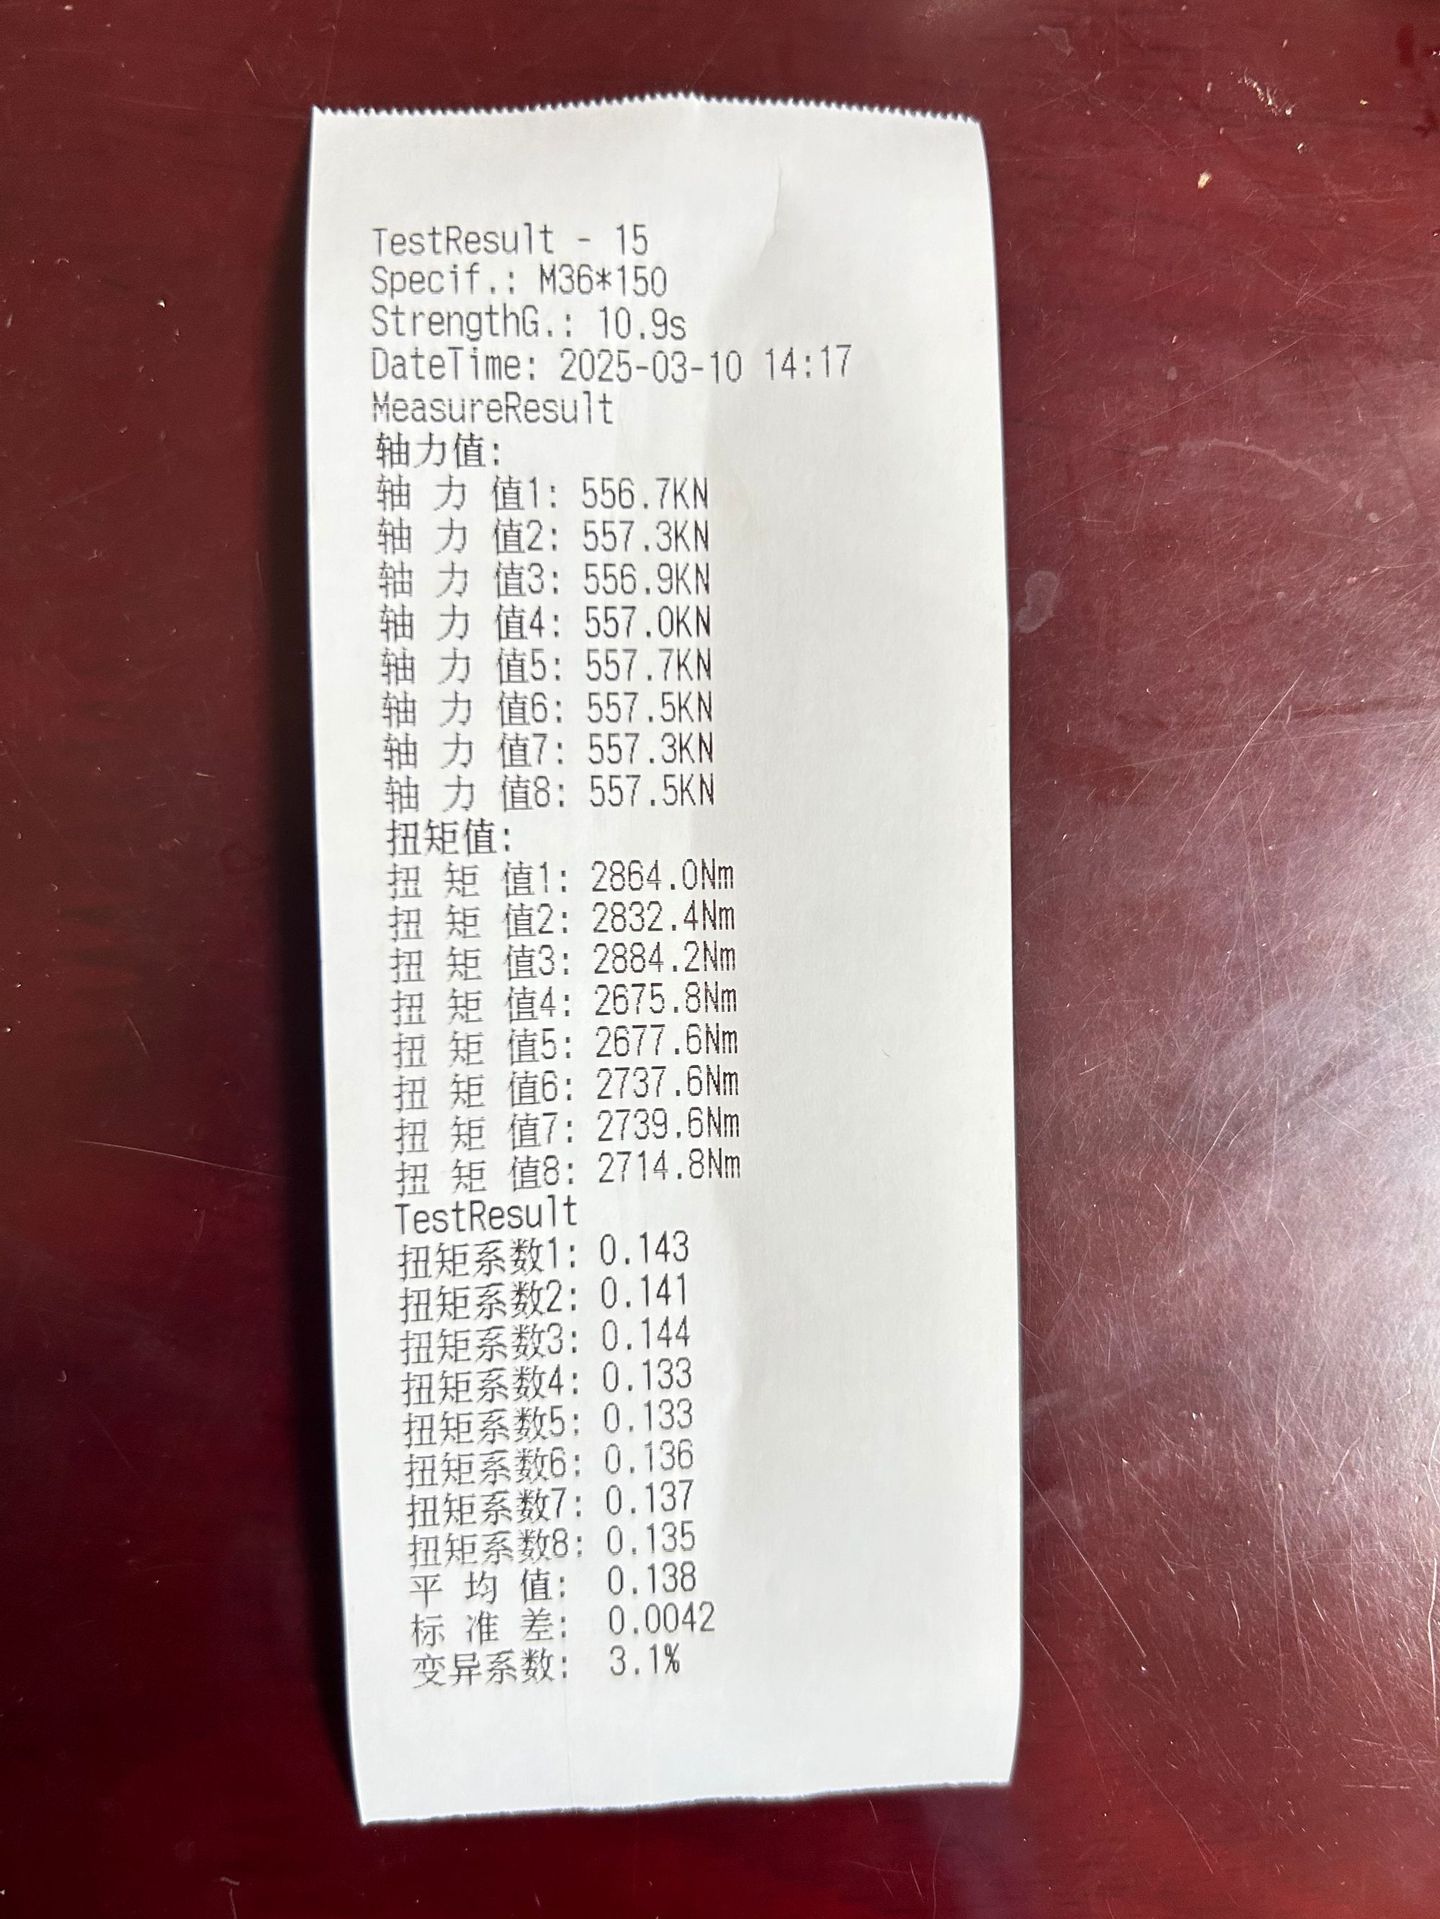 TestResult - 15
Specif.: M36*150
StrengthG.: 10.9s
DateTime: 2025-03-10 14:17
MeasureResult
轴力值:
轴 力 值1: 556.7KN
轴 力 值2: 557.3KN
轴 力 值3: 556.9KN
轴 力 值4: 557.0KN
轴 力 值5: 557.7KN
轴 力 值6: 557.5KN
轴 力 值7: 557.3KN
轴 力 值8: 557.5KN
扭矩值:
扭 矩 值1: 2864.0Nm
扭 矩 值2: 2832.4Nm
扭 矩 值3: 2884.2Nm
扭 矩 值4: 2675.8Nm
扭 矩 值5: 2677.6Nm
扭 矩 值6: 2737.6Nm
扭 矩 值7: 2739.6Nm
扭 矩 值8: 2714.8Nm
TestResult
扭矩系数1: 0.143
扭矩系数2: 0.141
扭矩系数3: 0.144
扭矩系数4: 0.133
扭矩系数5: 0.133
扭矩系数6: 0.136
扭矩系数7: 0.137
扭矩系数8: 0.135
平 均 值: 0.138
标 准 差: 0.0042
变异系数: 3.1%